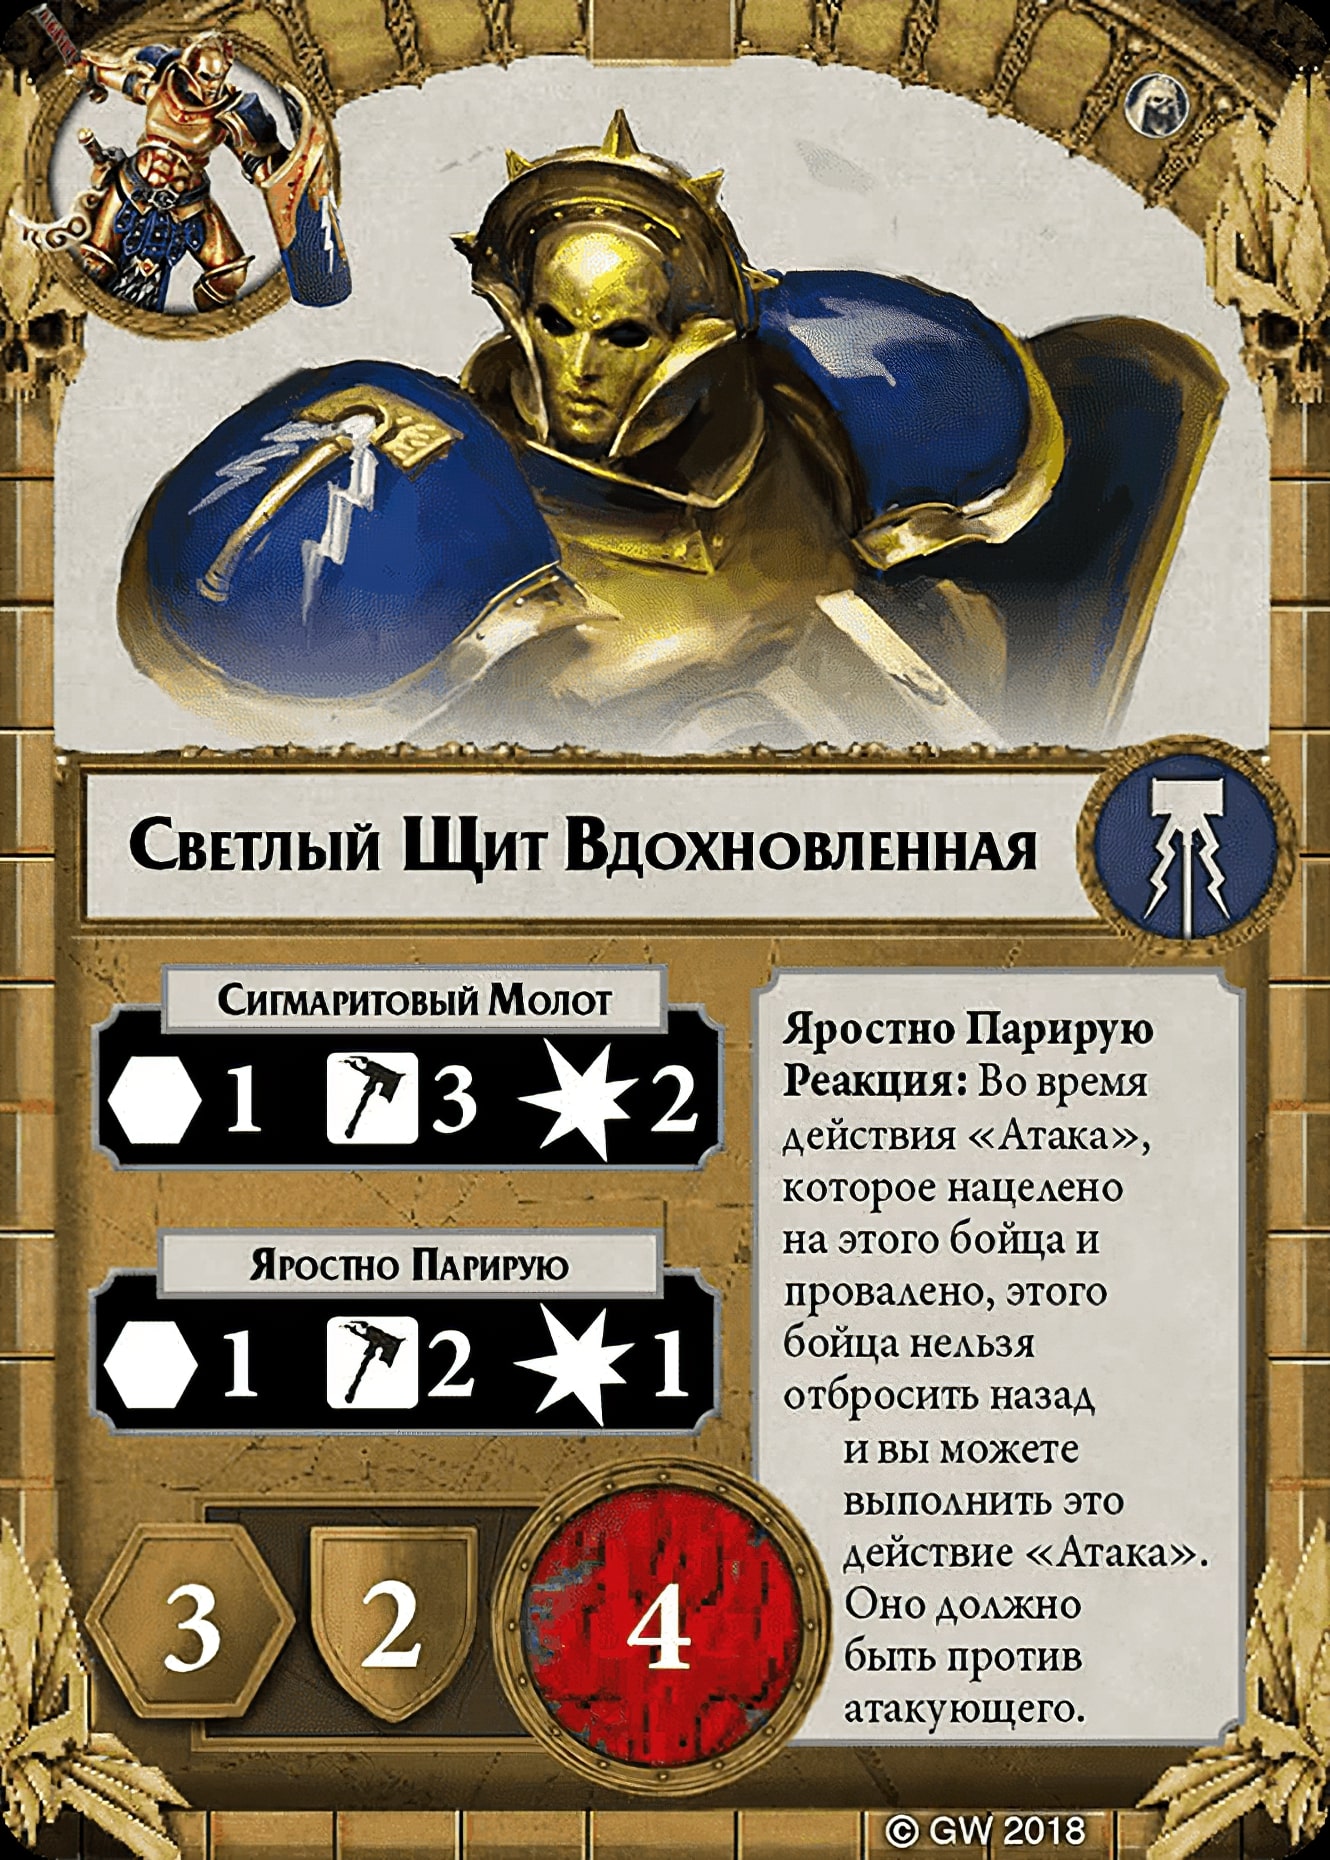 Светлый Щит Вдохновленная
Сигмаритовый Молот
1 3 2
Яростно Парирую
1 2 1
3 2 4
Яростно Парирую
Реакция: Во время
действия «Атака»,
которое нацелено
на этого бойца и
провалено, этого
бойца нельзя
отбросить назад
и вы можете
выполнить это
действие «Атака».
Оно должно
быть против
атакующего.
© GW 2018